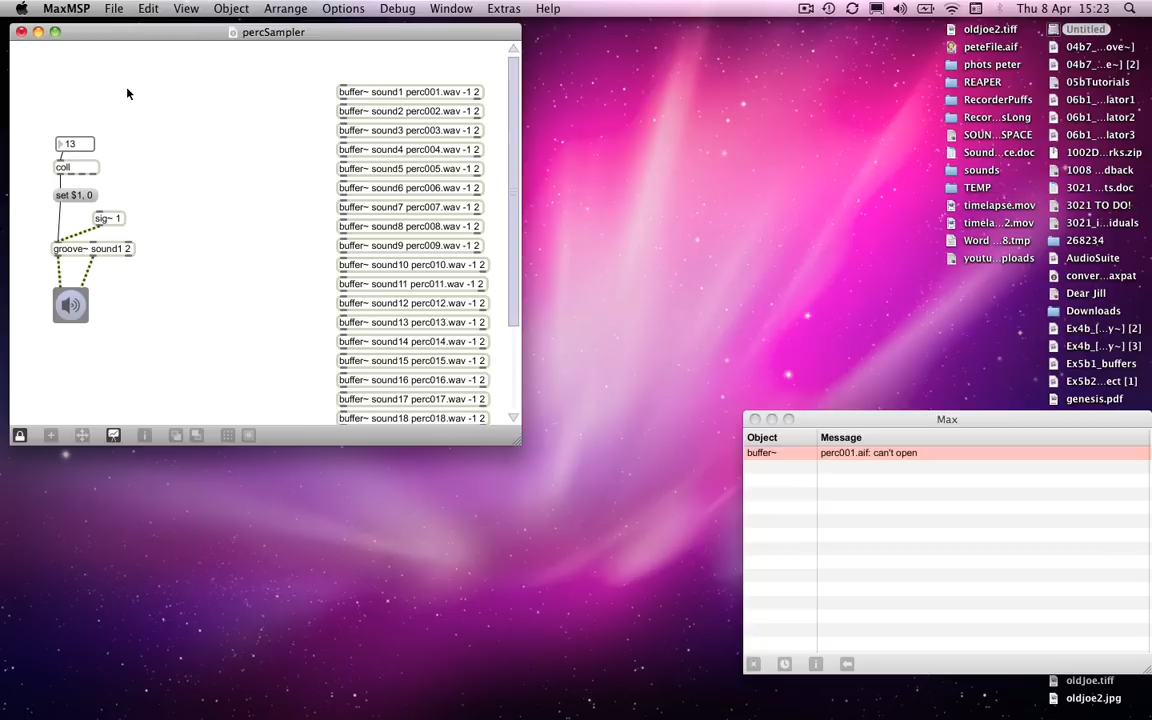 MaxMSP File Edit View Object Arrange Options Debug Window Extras Help Thu 8 Apr 15:23
percSampler
13
coll
set $1, 0
sig~ 1
groove~ sound1 2
buffer~ sound1 perc001.wav -1 2
buffer~ sound2 perc002.wav -1 2
buffer~ sound3 perc003.wav -1 2
buffer~ sound4 perc004.wav -1 2
buffer~ sound5 perc005.wav -1 2
buffer~ sound6 perc006.wav -1 2
buffer~ sound7 perc007.wav -1 2
buffer~ sound8 perc008.wav -1 2
buffer~ sound9 perc009.wav -1 2
buffer~ sound10 perc010.wav -1 2
buffer~ sound11 perc011.wav -1 2
buffer~ sound12 perc012.wav -1 2
buffer~ sound13 perc013.wav -1 2
buffer~ sound14 perc014.wav -1 2
buffer~ sound15 perc015.wav -1 2
buffer~ sound16 perc016.wav -1 2
buffer~ sound17 perc017.wav -1 2
buffer~ sound18 perc018.wav -1 2
oldjoe2.tiff
peteFile.aif
phots peter
REAPER
RecorderPuffs
Recor...sLong
SOUN...SPACE
Sound...ce.doc
sounds
TEMP
timelapse.mov
timela...2.mov
Word ...8.tmp
youtu...ploads
Untitled
04b7_...ove~]
04b7_...e~] [2]
05bTutorials
06b1_...lator1
06b1_...lator2
06b1_...lator3
1002D...rks.zip
1008 ...dback
3021 ...ts.doc
3021 TO DO!
3021_i...iduals
268234
AudioSuite
conver...axpat
Dear Jill
Downloads
Ex4b_[...y~] [2]
Ex4b_[...y~] [3]
Ex5b1_buffers
Ex5b2...ect [1]
genesis.pdf
Max
Object Message
buffer~ perc001.aif: can't open
oldJoe.tiff
oldjoe2.jpg